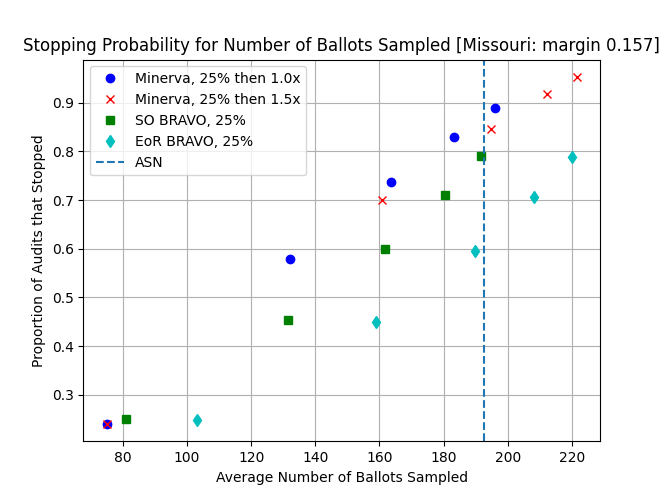 Stopping Probability for Number of Ballots Sampled [Missouri: margin 0.157]
Minerva, 25% then 1.0x
Minerva, 25% then 1.5x
SO BRAVO, 25%
EoR BRAVO, 25%
ASN
Proportion of Audits that Stopped
0.9
0.8
0.7
0.6
0.5
0.4
0.3
80 100 120 140 160 180 200 220
Average Number of Ballots Sampled